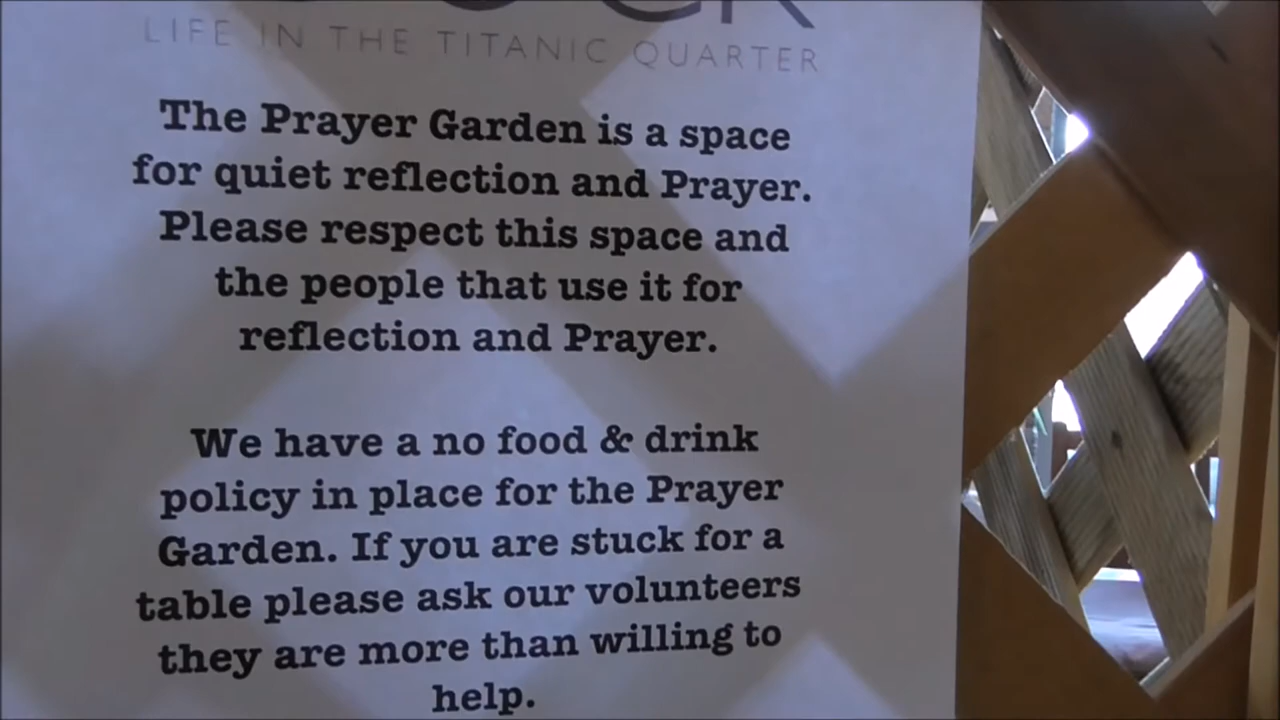 LIFE IN THE TITANIC QUARTER
The Prayer Garden is a space
for quiet reflection and Prayer.
Please respect this space and
the people that use it for
reflection and Prayer.
We have a no food & drink
policy in place for the Prayer
Garden. If you are stuck for a
table please ask our volunteers
they are more than willing to
help.